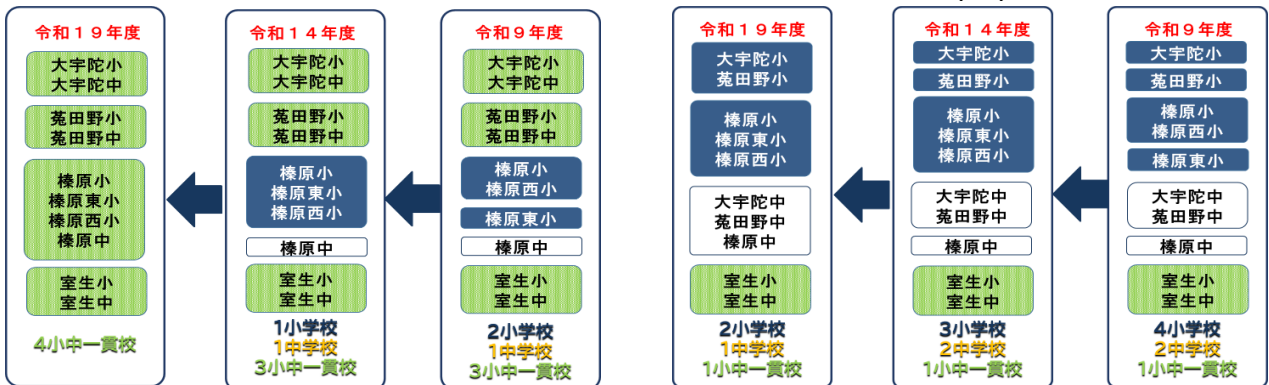 令和１９年度
大宇陀小
大宇陀中
菟田野小
菟田野中
榛原小
榛原東小
榛原西小
榛原中
室生小
室生中
4小中一貫校
令和１４年度
大宇陀小
大宇陀中
菟田野小
菟田野中
榛原小
榛原東小
榛原西小
榛原中
室生小
室生中
1小学校
1中学校
3小中一貫校
令和９年度
大宇陀小
大宇陀中
菟田野小
菟田野中
榛原小
榛原西小
榛原東小
榛原中
室生小
室生中
2小学校
1中学校
3小中一貫校
令和１９年度
大宇陀小
菟田野小
榛原小
榛原東小
榛原西小
大宇陀中
菟田野中
榛原中
室生小
室生中
2小学校
1中学校
1小中一貫校
令和１４年度
大宇陀小
菟田野小
榛原小
榛原東小
榛原西小
大宇陀中
菟田野中
榛原中
室生小
室生中
3小学校
2中学校
1小中一貫校
令和９年度
大宇陀小
菟田野小
榛原小
榛原西小
榛原東小
大宇陀中
菟田野中
榛原中
室生小
室生中
4小学校
2中学校
1小中一貫校